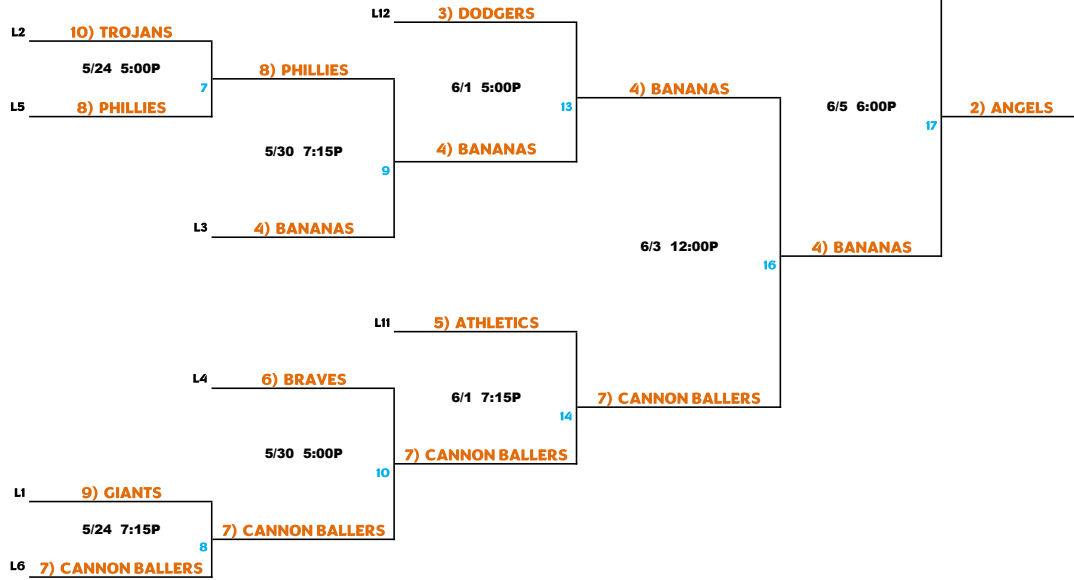 L12 3) DODGERS
L2 10) TROJANS
5/24 5:00P
8) PHILLIES
7
6/1 5:00P
4) BANANAS
L5 8) PHILLIES
13
6/5 6:00P
2) ANGELS
17
5/30 7:15P
4) BANANAS
9
L3 4) BANANAS
6/3 12:00P
4) BANANAS
16
L11 5) ATHLETICS
L4 6) BRAVES
6/1 7:15P
7) CANNON BALLERS
14
5/30 5:00P
7) CANNON BALLERS
10
L1 9) GIANTS
5/24 7:15P
7) CANNON BALLERS
8
L6 7) CANNON BALLERS